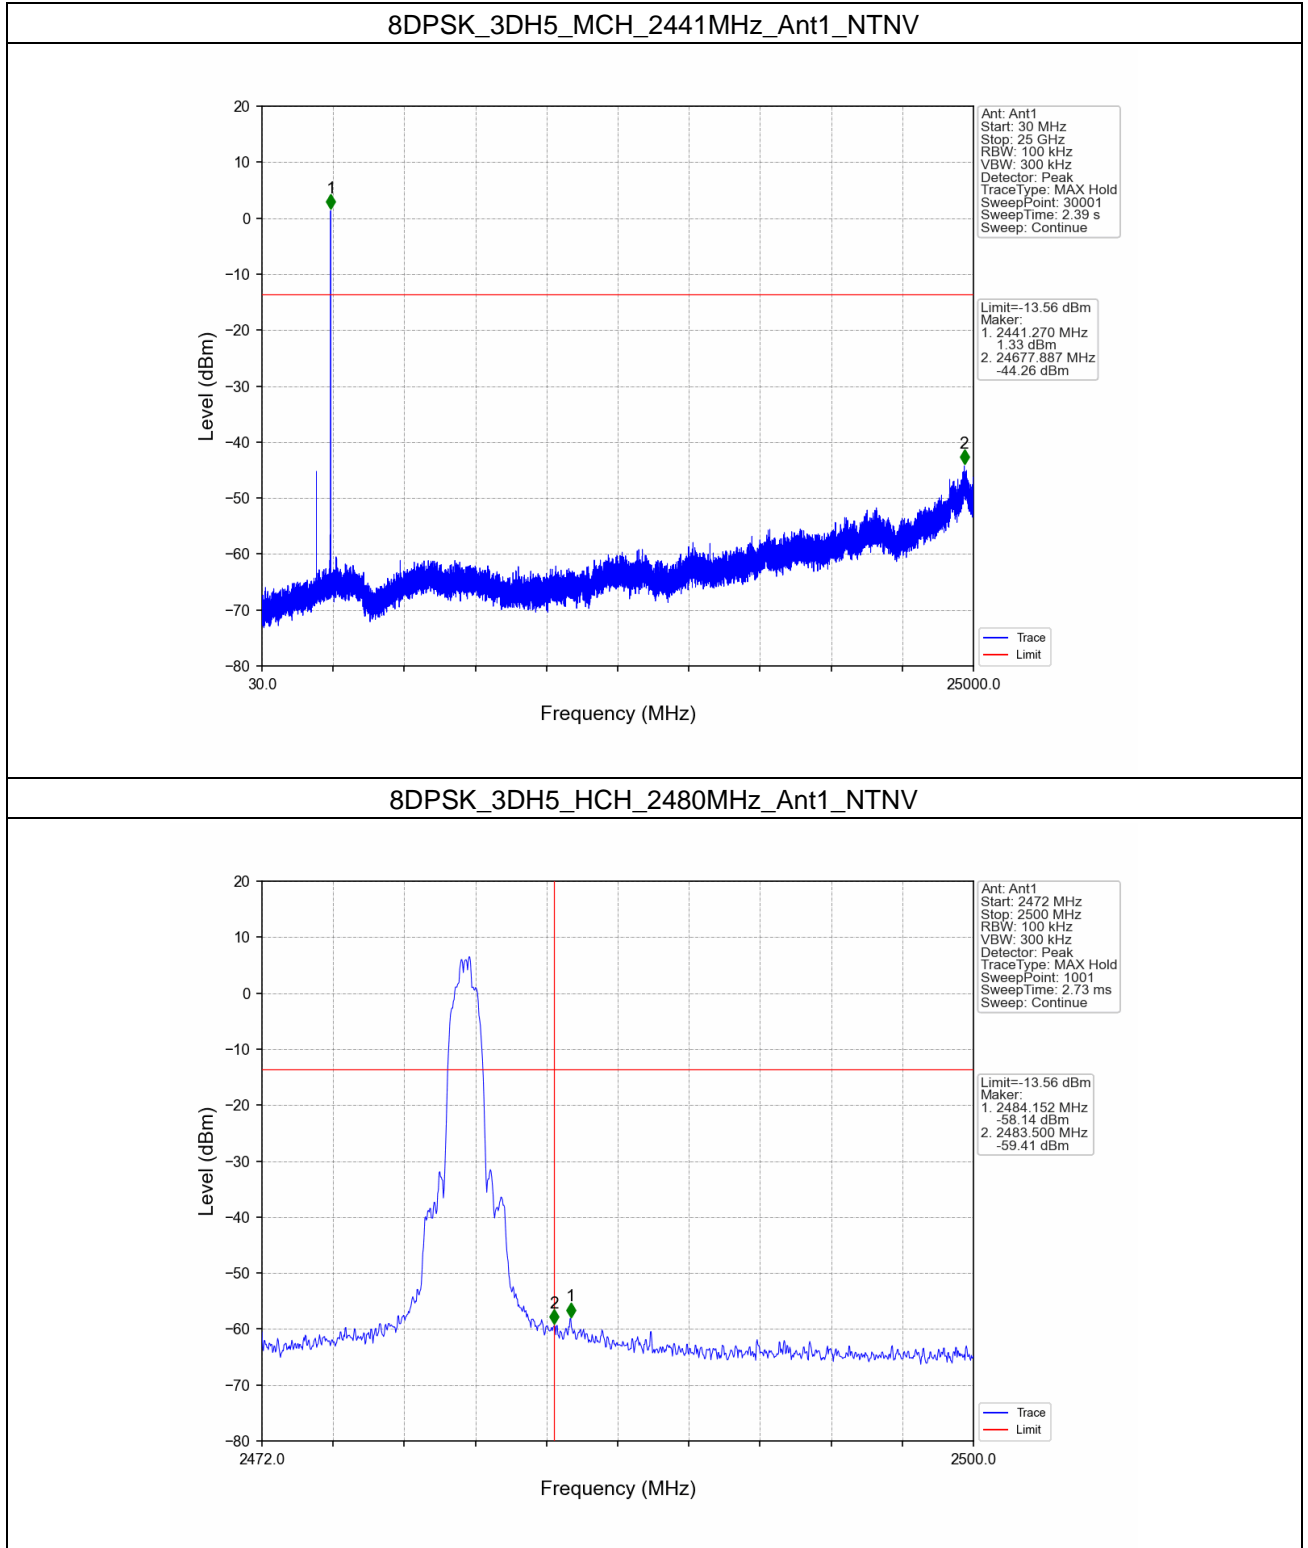 8DPSK_3DH5_MCH_2441MHz_Ant1_NTNV
20
10
0
−10
−20
−30
−40
−50
−60
−70
−80
Level (dBm)
1
2
30.0
25000.0
Frequency (MHz)
Ant: Ant1
Start: 30 MHz
Stop: 25 GHz
RBW: 100 kHz
VBW: 300 kHz
Detector: Peak
TraceType: MAX Hold
SweepPoint: 30001
SweepTime: 2.39 s
Sweep: Continue
Limit=-13.56 dBm
Maker:
1. 2441.270 MHz
1.33 dBm
2. 24677.887 MHz
-44.26 dBm
Trace
Limit
8DPSK_3DH5_HCH_2480MHz_Ant1_NTNV
20
10
0
−10
−20
−30
−40
−50
−60
−70
−80
Level (dBm)
2
1
2472.0
2500.0
Frequency (MHz)
Ant: Ant1
Start: 2472 MHz
Stop: 2500 MHz
RBW: 100 kHz
VBW: 300 kHz
Detector: Peak
TraceType: MAX Hold
SweepPoint: 1001
SweepTime: 2.73 ms
Sweep: Continue
Limit=-13.56 dBm
Maker:
1. 2484.152 MHz
-58.14 dBm
2. 2483.500 MHz
-59.41 dBm
Trace
Limit